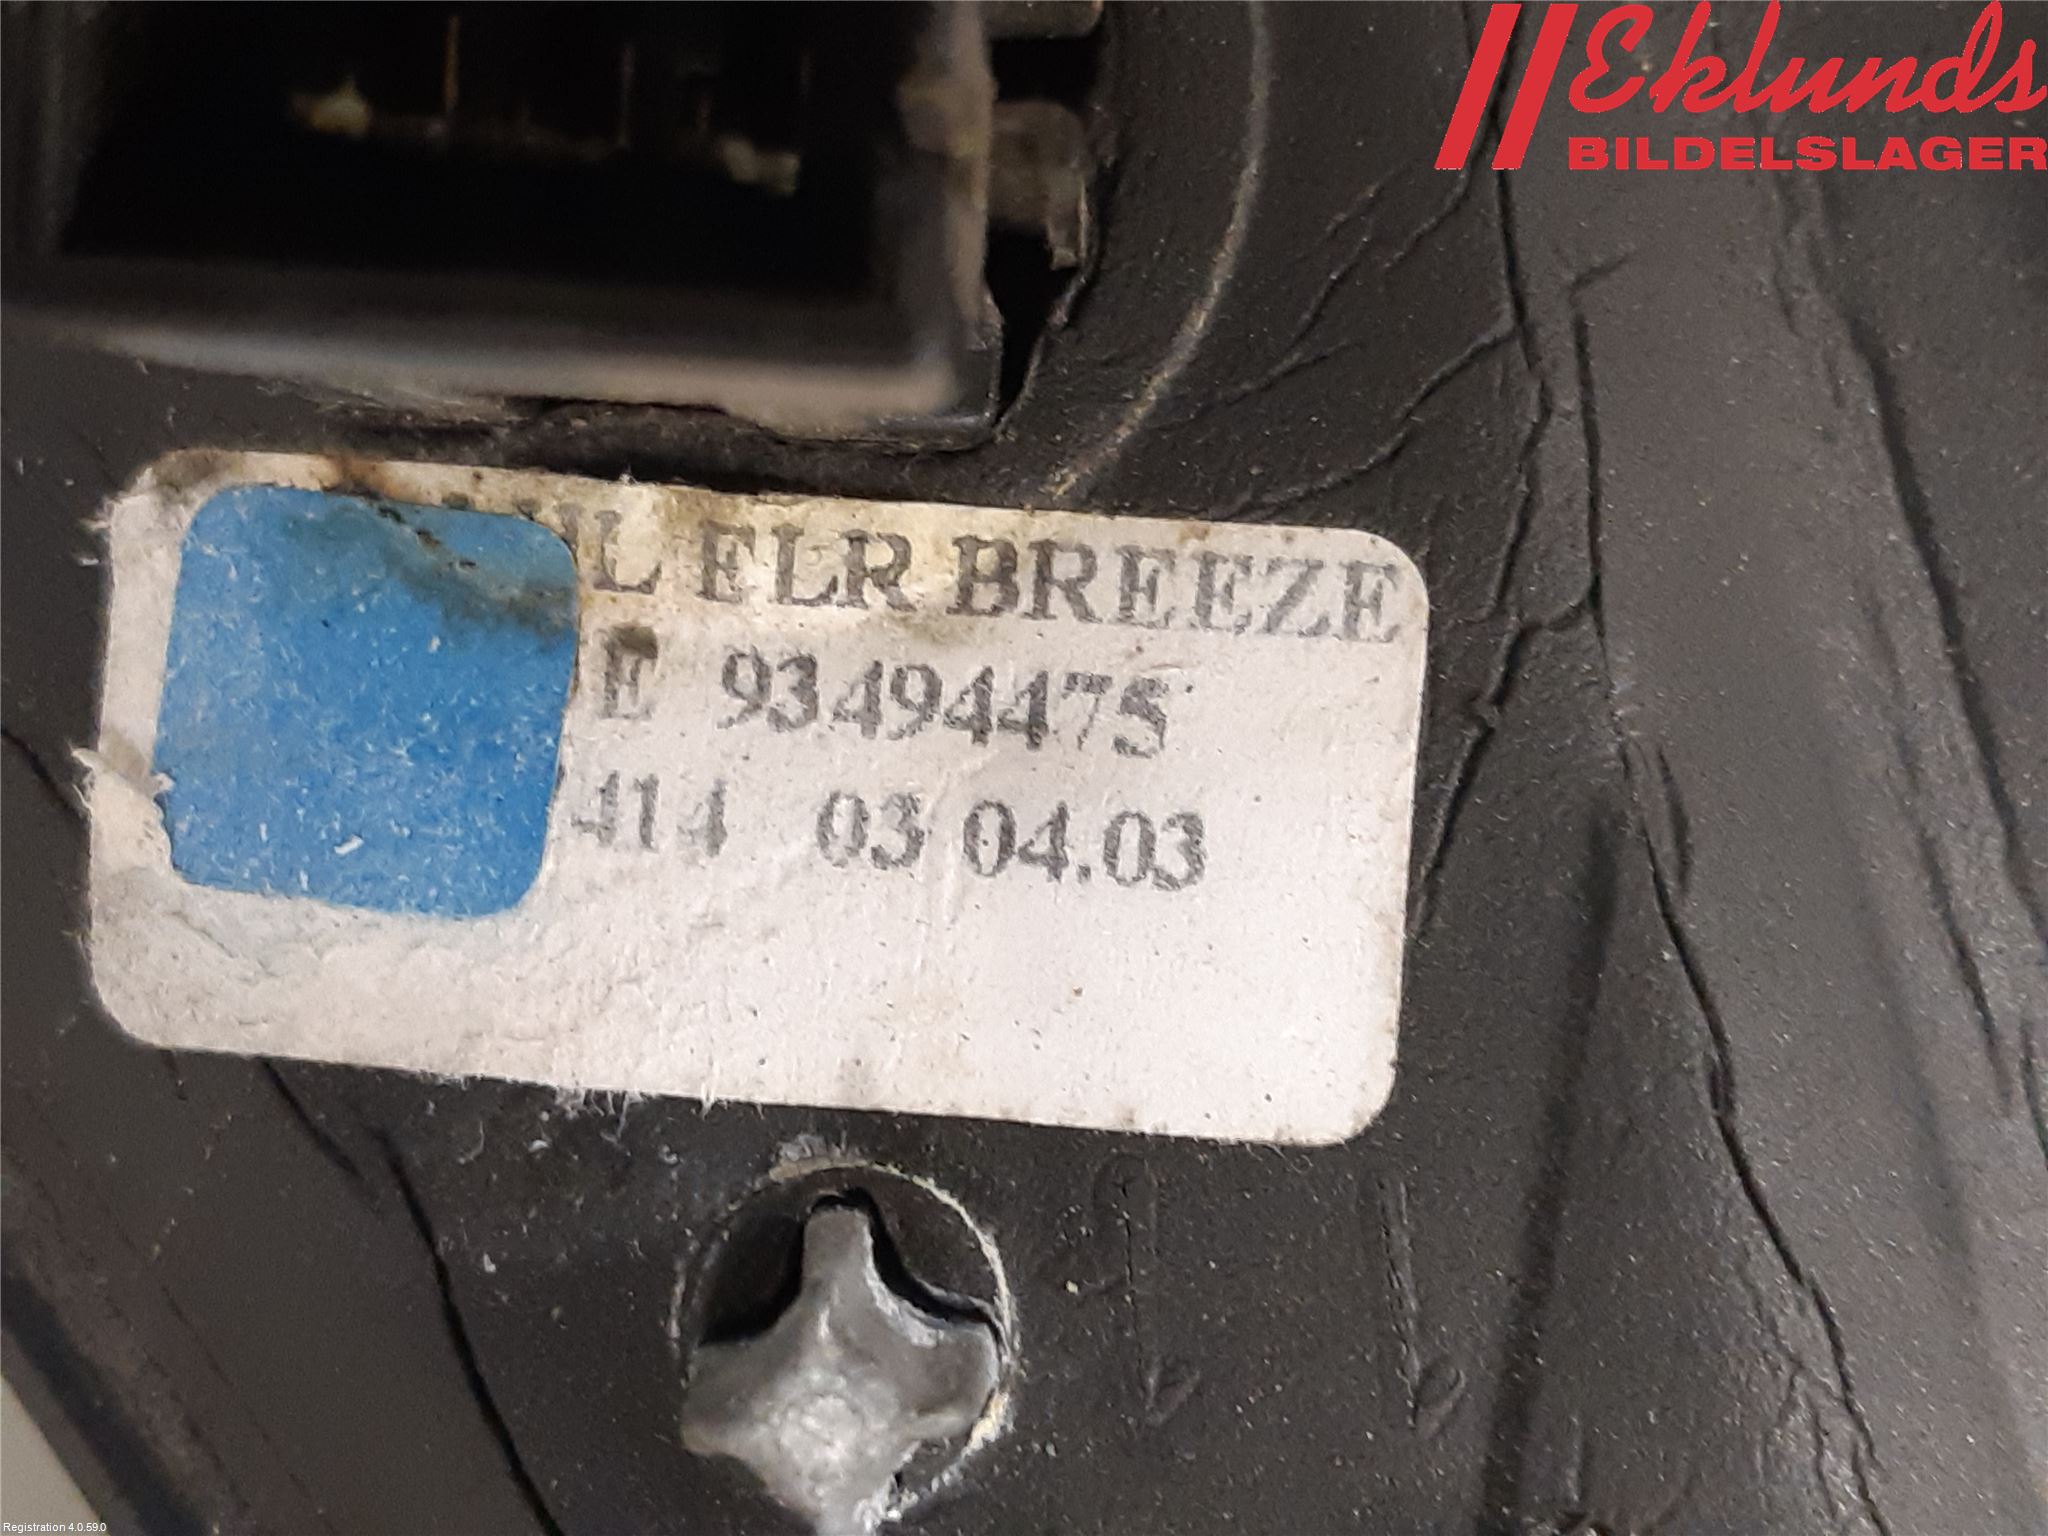 Eklunds
BILDELSLAGER
ELR BREEZE
E 93494475
414 03 04.03
Registration 4.0.59.0